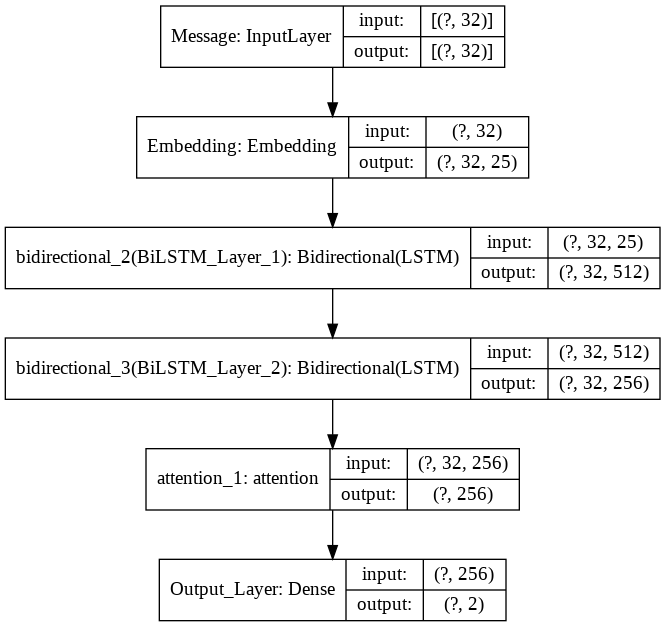 Message: InputLayer
input: [(?, 32)]
output: [(?, 32)]
Embedding: Embedding
input: (?, 32)
output: (?, 32, 25)
bidirectional_2(BiLSTM_Layer_1): Bidirectional(LSTM)
input: (?, 32, 25)
output: (?, 32, 512)
bidirectional_3(BiLSTM_Layer_2): Bidirectional(LSTM)
input: (?, 32, 512)
output: (?, 32, 256)
attention_1: attention
input: (?, 32, 256)
output: (?, 256)
Output_Layer: Dense
input: (?, 256)
output: (?, 2)